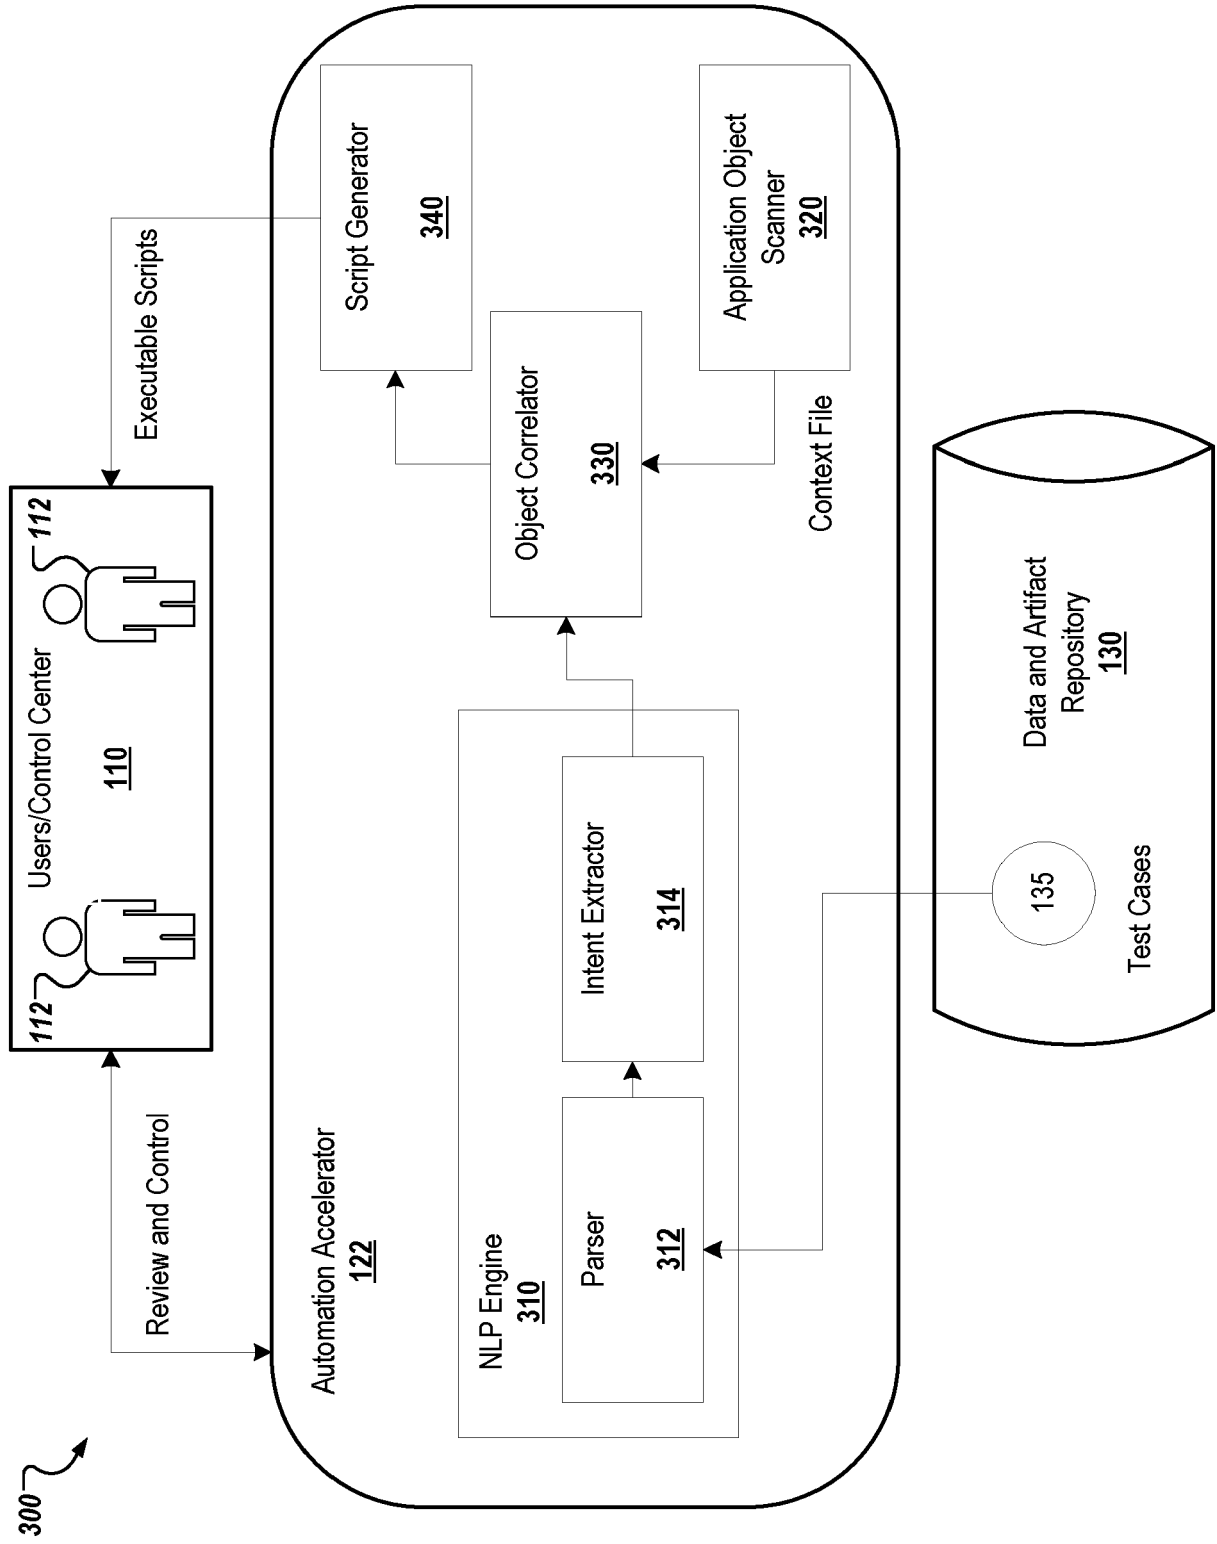 300
Review and Control
Users/Control Center
110
112
112
Executable Scripts
Automation Accelerator
122
NLP Engine
310
Parser
312
Intent Extractor
314
Object Correlator
330
Script Generator
340
Application Object
Scanner
320
Context File
135
Test Cases
Data and Artifact
Repository
130